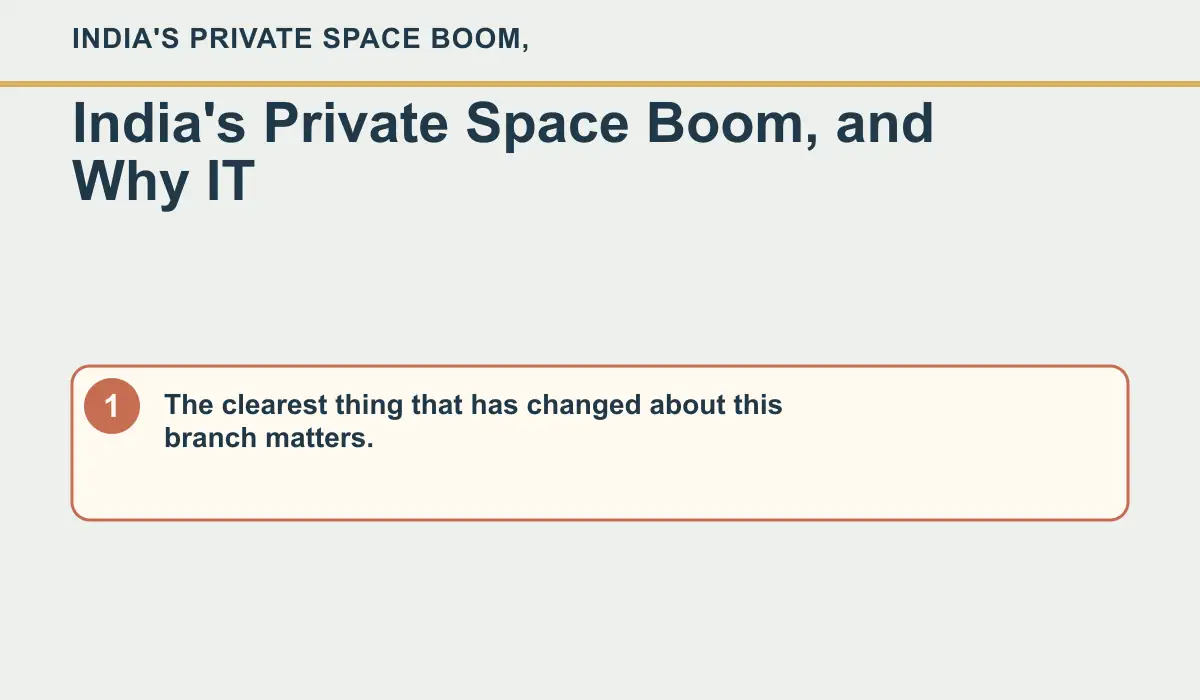 INDIA'S PRIVATE SPACE BOOM,
India's Private Space Boom, and
Why IT
1
The clearest thing that has changed about this
branch matters.